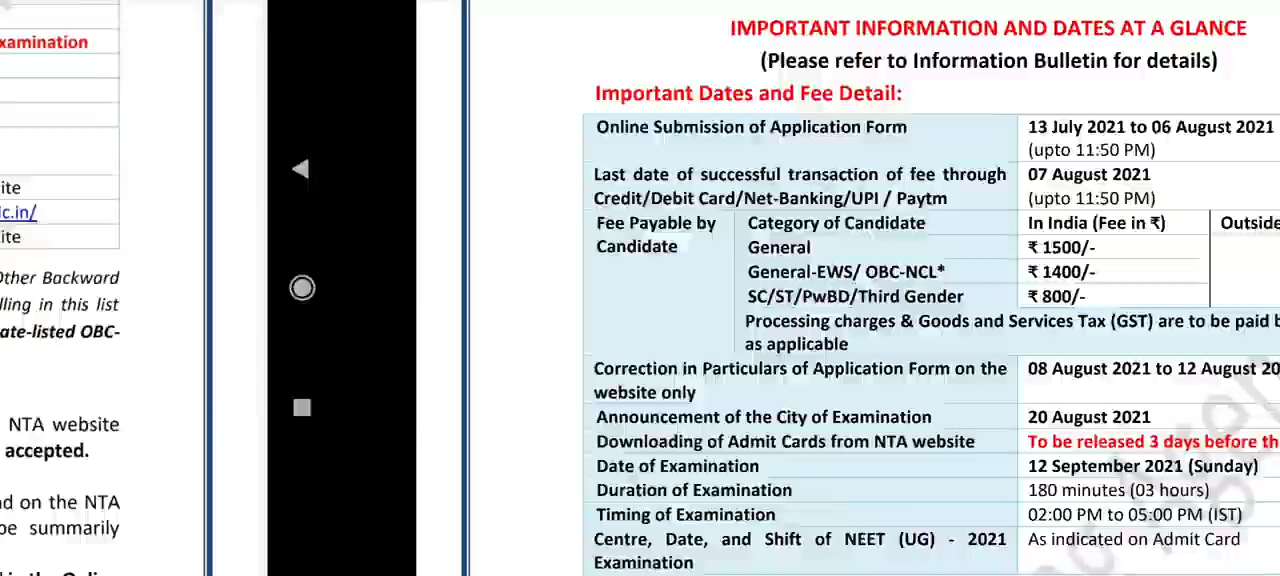 xamination
ite
ic.in/
ite
Other Backward
lling in this list
ate-listed OBC-
NTA website
accepted.
on the NTA
summarily
IMPORTANT INFORMATION AND DATES AT A GLANCE
(Please refer to Information Bulletin for details)
Important Dates and Fee Detail:
Online Submission of Application Form
13 July 2021 to 06 August 2021
(upto 11:50 PM)
Last date of successful transaction of fee through
Credit/Debit Card/Net-Banking/UPI / Paytm
07 August 2021
(upto 11:50 PM)
Fee Payable by
Candidate
Category of Candidate
In India (Fee in ₹)
Outside
General
₹ 1500/-
General-EWS/ OBC-NCL*
₹ 1400/-
SC/ST/PwBD/Third Gender
₹ 800/-
Processing charges & Goods and Services Tax (GST) are to be paid b
as applicable
Correction in Particulars of Application Form on the
website only
08 August 2021 to 12 August 20
Announcement of the City of Examination
20 August 2021
Downloading of Admit Cards from NTA website
To be released 3 days before th
Date of Examination
12 September 2021 (Sunday)
Duration of Examination
180 minutes (03 hours)
Timing of Examination
02:00 PM to 05:00 PM (IST)
Centre, Date, and Shift of NEET (UG) - 2021
Examination
As indicated on Admit Card